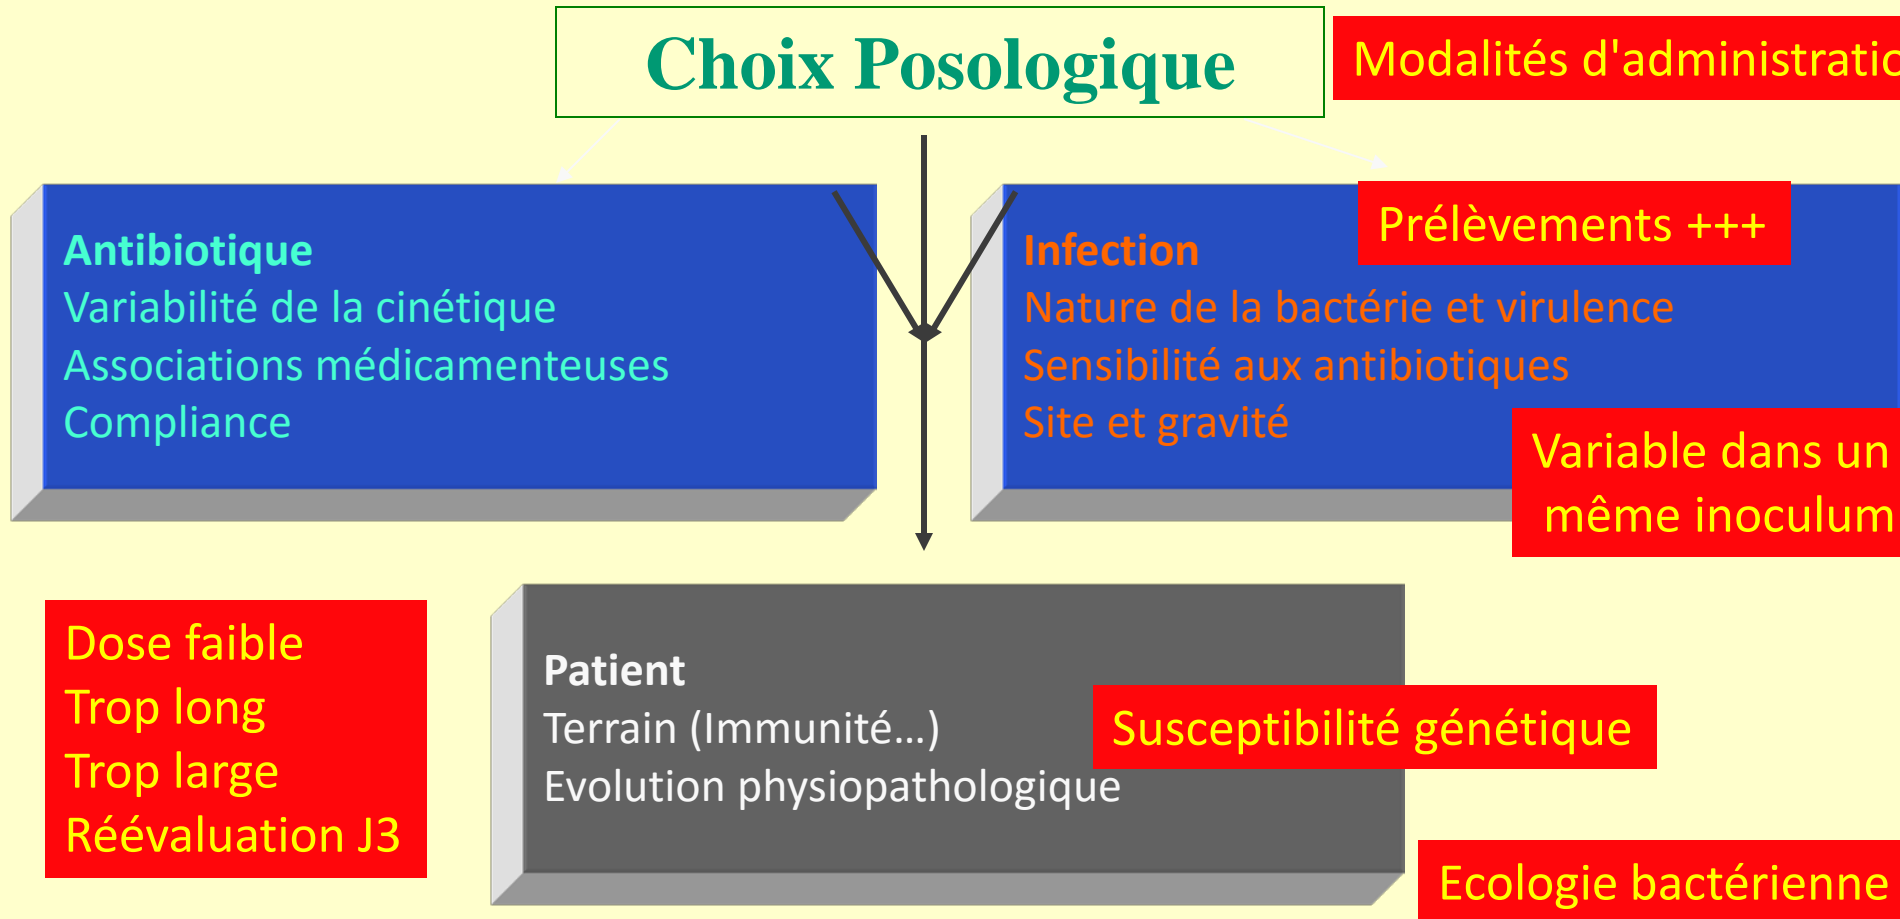 Choix Posologique
Modalités d'administratio
Antibiotique
Variabilité de la cinétique
Associations médicamenteuses
Compliance
Prélèvements +++
Infection
Nature de la bactérie et virulence
Sensibilité aux antibiotiques
Site et gravité
Variable dans un
même inoculum
Dose faible
Trop long
Trop large
Réévaluation J3
Patient
Terrain (Immunité...)
Evolution physiopathologique
Susceptibilité génétique
Ecologie bactérienne